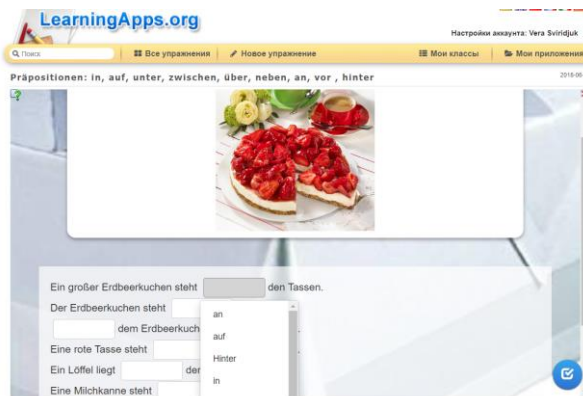 LearningApps.org
Настройки аккаунта: Vera Sviridjuk
Поиск
Все упражнения
Новое упражнение
Мои классы
Мои приложения
Präpositionen: in, auf, unter, zwischen, über, neben, an, vor , hinter
Ein großer Erdbeerkuchen steht den Tassen.
Der Erdbeerkuchen steht
dem Erdbeerkuch
Eine rote Tasse steht
Ein Löffel liegt der
Eine Milchkanne steht
an
auf
Hinter
in